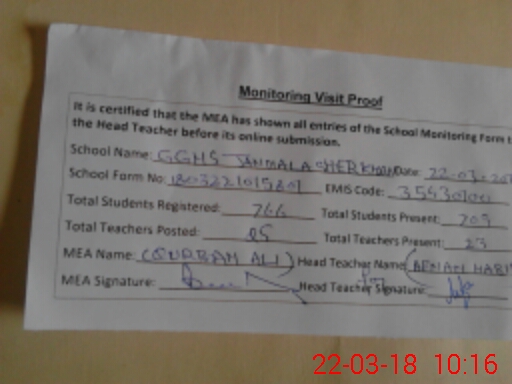 Monitoring Visit Proof
It is certified that the MEA has shown all entries of the School Monitoring Form t
the Head Teacher before its online submission.
School Name: GGHS Date: 22-03-20
School Form No: EMIS Code:
Total Students Registered: 766 Total Students Present: 705
Total Teachers Posted: 25 Total Teachers Present: 23
MEA Name: (QURBAN ALI) Head Teacher Name
MEA Signature: Head Teacher Signature:
22-03-18 10:16